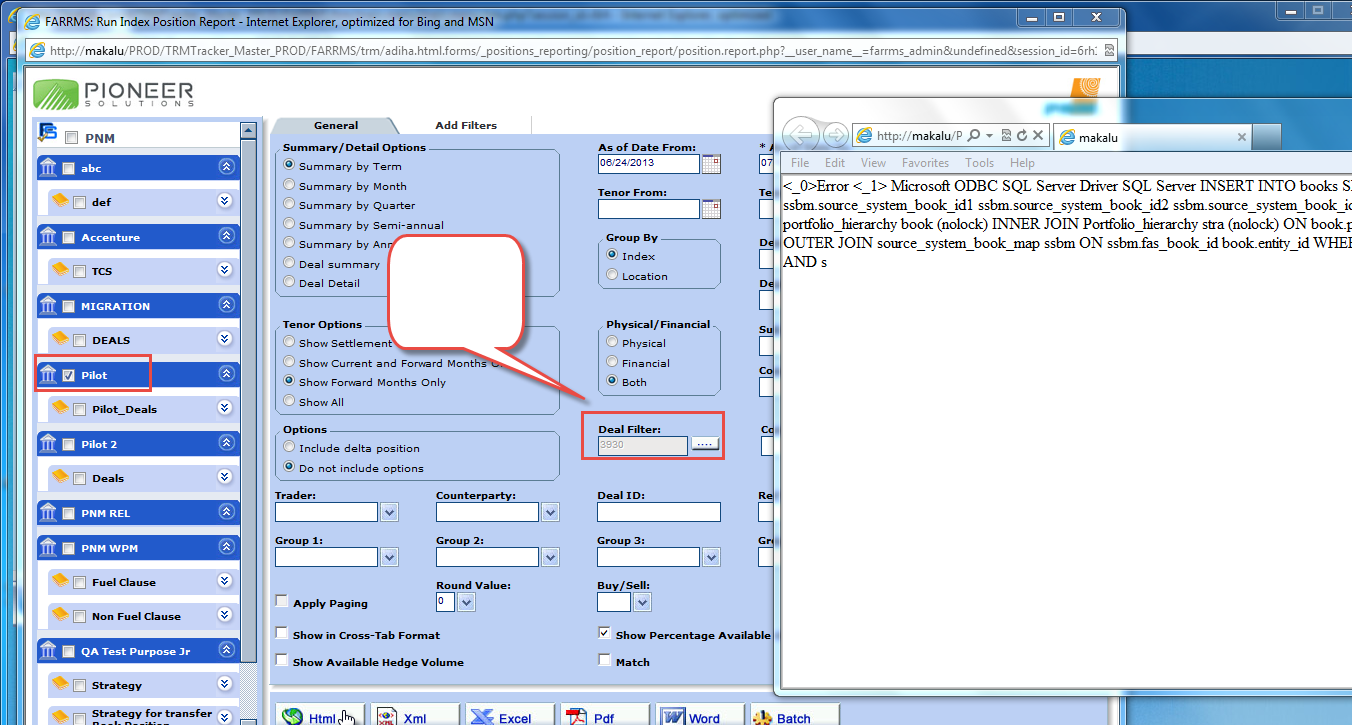 FARRMS: Run Index Position Report - Internet Explorer, optimized for Bing and MSN
http://makalu/PROD/TRMTracker_Master_PROD/FARRMS/trm/adiha.html.forms/_positions_reporting/position_report/position.report.php?__user_name__=farrms_admin&undefined&session_id=6rh
PIONEER
SOLUTIONS
PNM
abc
def
Accenture
TCS
MIGRATION
DEALS
Pilot
Pilot_Deals
Pilot 2
Deals
PNM REL
PNM WPM
Fuel Clause
Non Fuel Clause
QA Test Purpose Jr
Strategy
Strategy for transfer
General
Add Filters
Summary/Detail Options
Summary by Term
Summary by Month
Summary by Quarter
Summary by Semi-annual
Summary by Ann
Deal summary
Deal Detail
Tenor Options
Show Settlement
Show Current and Forward Months
Show Forward Months Only
Show All
Options
Include delta position
Do not include options
As of Date From:
06/24/2013
Tenor From:
Group By
Index
Location
Physical/Financial
Physical
Financial
Both
Deal Filter:
3930
....
* A
07
Te
De
De
Su
Co
Co
Trader:
Counterparty:
Deal ID:
Re
Group 1:
Group 2:
Group 3:
Gr
Apply Paging
Round Value:
0
Buy/Sell:
Show in Cross-Tab Format
Show Percentage Available
Show Available Hedge Volume
Match
Html
Xml
Excel
Pdf
Word
Batch
http://makalu/P
makalu
File Edit View Favorites Tools Help
<_0>Error <_1> Microsoft ODBC SQL Server Driver SQL Server INSERT INTO books S
ssbm.source_system_book_id1 ssbm.source_system_book_id2 ssbm.source_system_book_id
portfolio_hierarchy book (nolock) INNER JOIN Portfolio_hierarchy stra (nolock) ON book.p
OUTER JOIN source_system_book_map ssbm ON ssbm.fas_book_id book.entity_id WHE
AND s